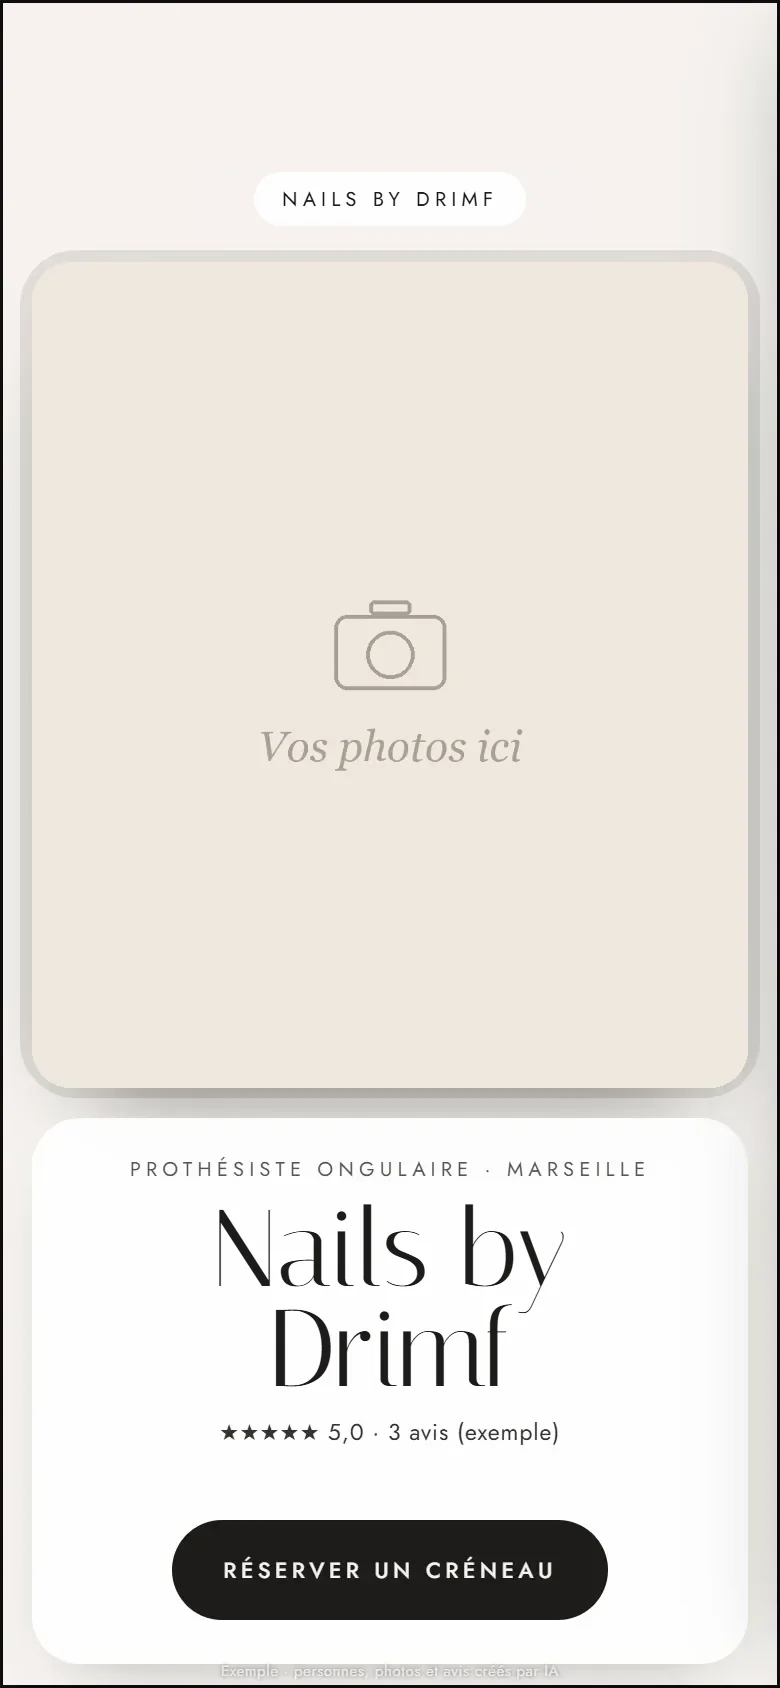 NAILS BY DRIMF
Vos photos ici
PROTHÉSISTE ONGULAIRE · MARSEILLE
Nails by
Drimf
★★★★★ 5,0 · 3 avis (exemple)
RÉSERVER UN CRÉNEAU
Exemple · personnes, photos et avis créés par IA